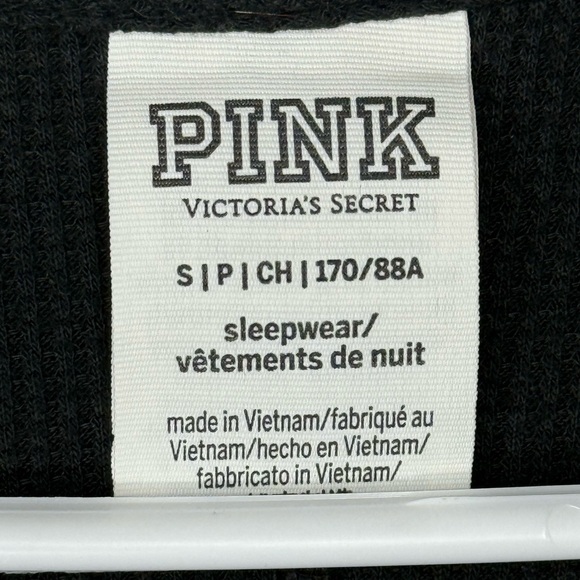 PINK
VICTORIA'S SECRET
S | P | CH | 170/88A
sleepwear/
vêtements de nuit
made in Vietnam/fabriqué au
Vietnam/hecho en Vietnam/
fabbricato in Vietnam/